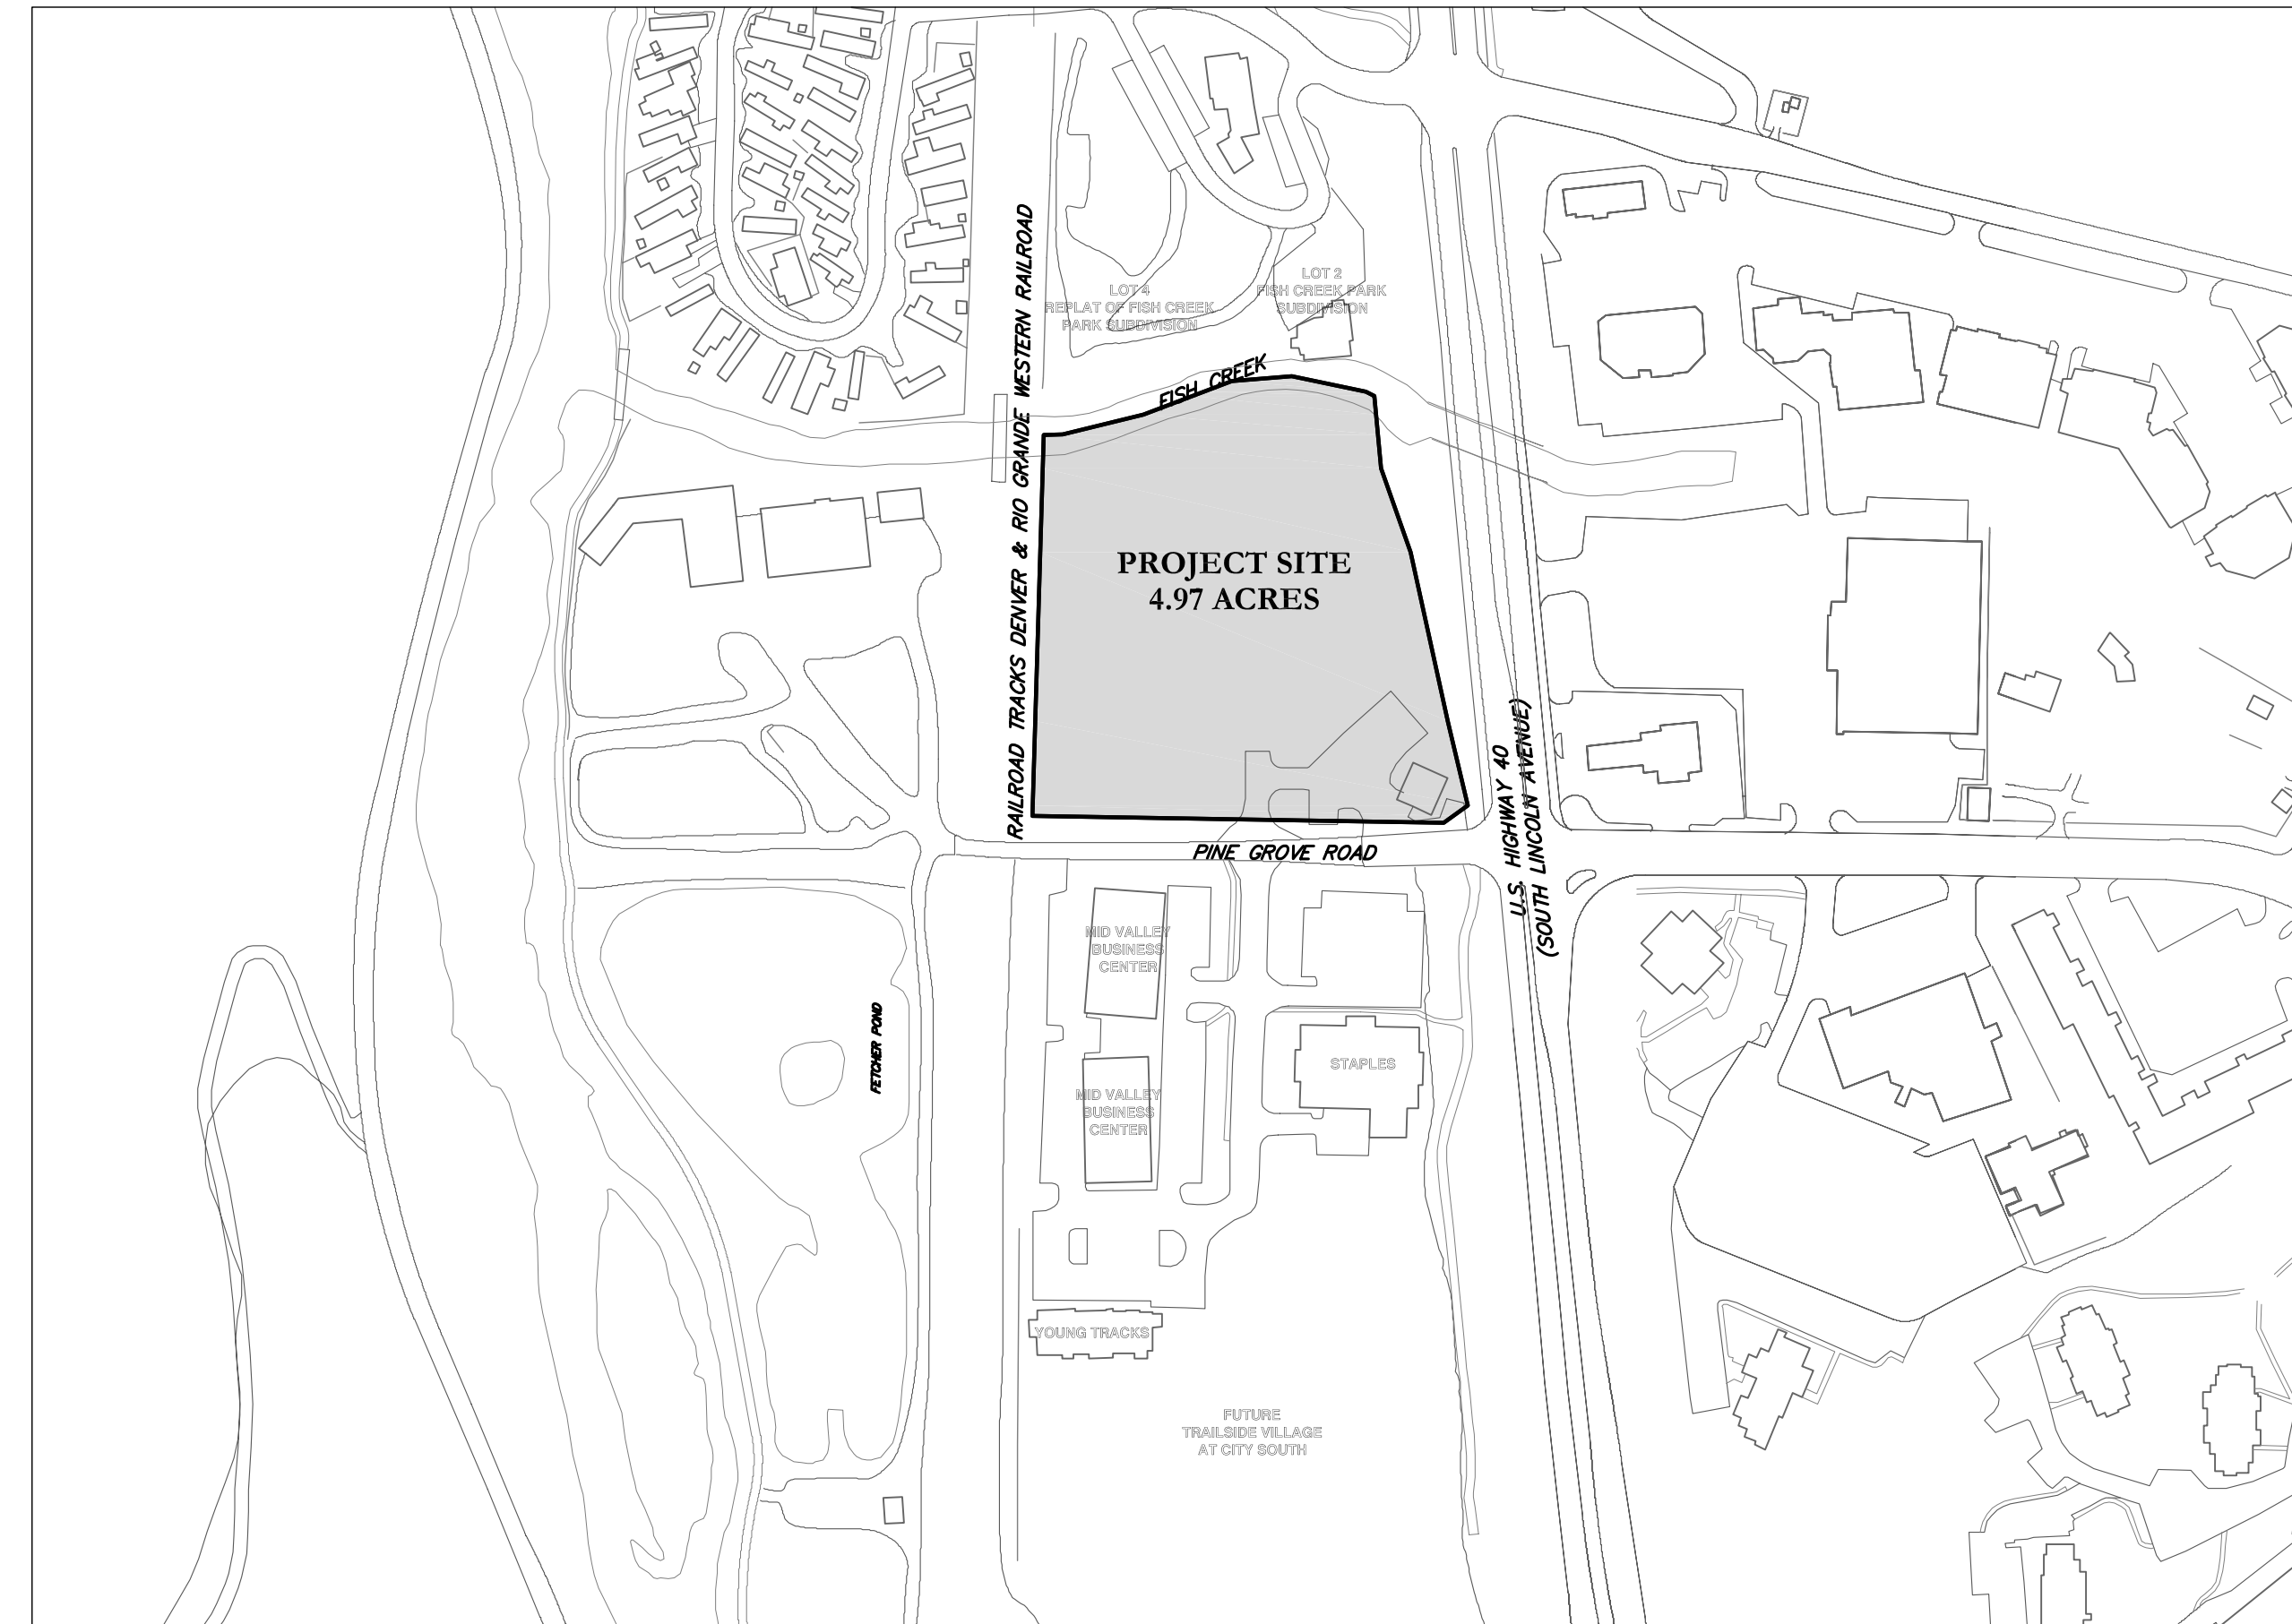 LOT 2
FISH CREEK PARK
SUBDIVISION
LOT 4
REPLAT OF FISH CREEK
PARK SUBDIVISION
FISH CREEK
RAILROAD TRACKS DENVER & RIO GRANDE WESTERN RAILROAD
PROJECT SITE
4.97 ACRES
U.S. HIGHWAY 40
(SOUTH LINCOLN AVENUE)
PINE GROVE ROAD
MID VALLEY
BUSINESS
CENTER
FETCHER POND
STAPLES
MID VALLEY
BUSINESS
CENTER
YOUNG TRACKS
FUTURE
TRAILSIDE VILLAGE
AT CITY SOUTH